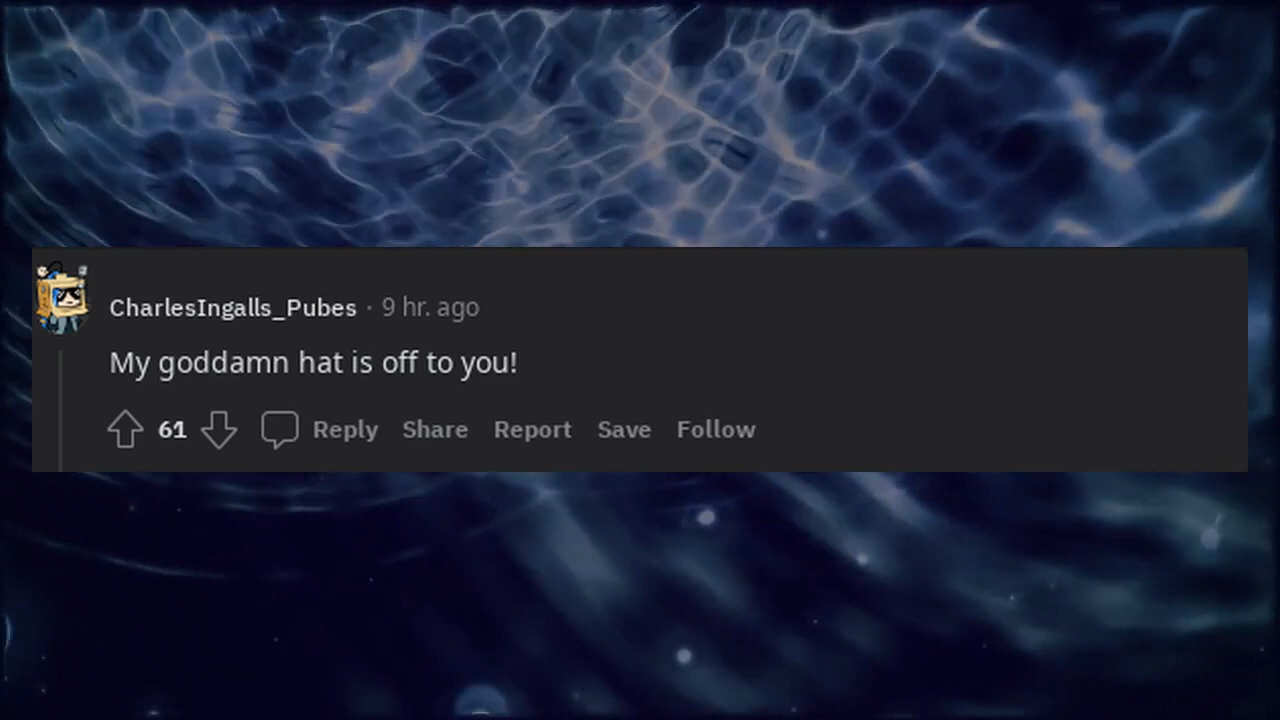 CharlesIngalls_Pubes · 9 hr. ago
My goddamn hat is off to you!
61 Reply Share Report Save Follow